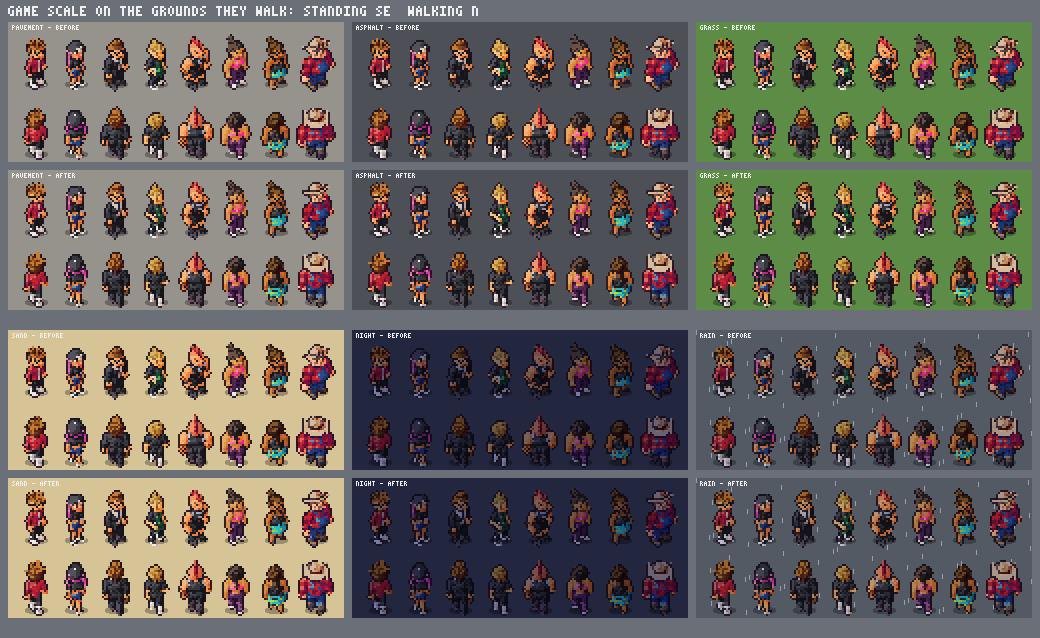 GAME SCALE ON THE GROUNDS THEY WALK: STANDING SE  WALKING N
PAVEMENT - BEFORE
ASPHALT - BEFORE
GRASS - BEFORE
PAVEMENT - AFTER
ASPHALT - AFTER
GRASS - AFTER
SAND - BEFORE
NIGHT - BEFORE
RAIN - BEFORE
SAND - AFTER
NIGHT - AFTER
RAIN - AFTER